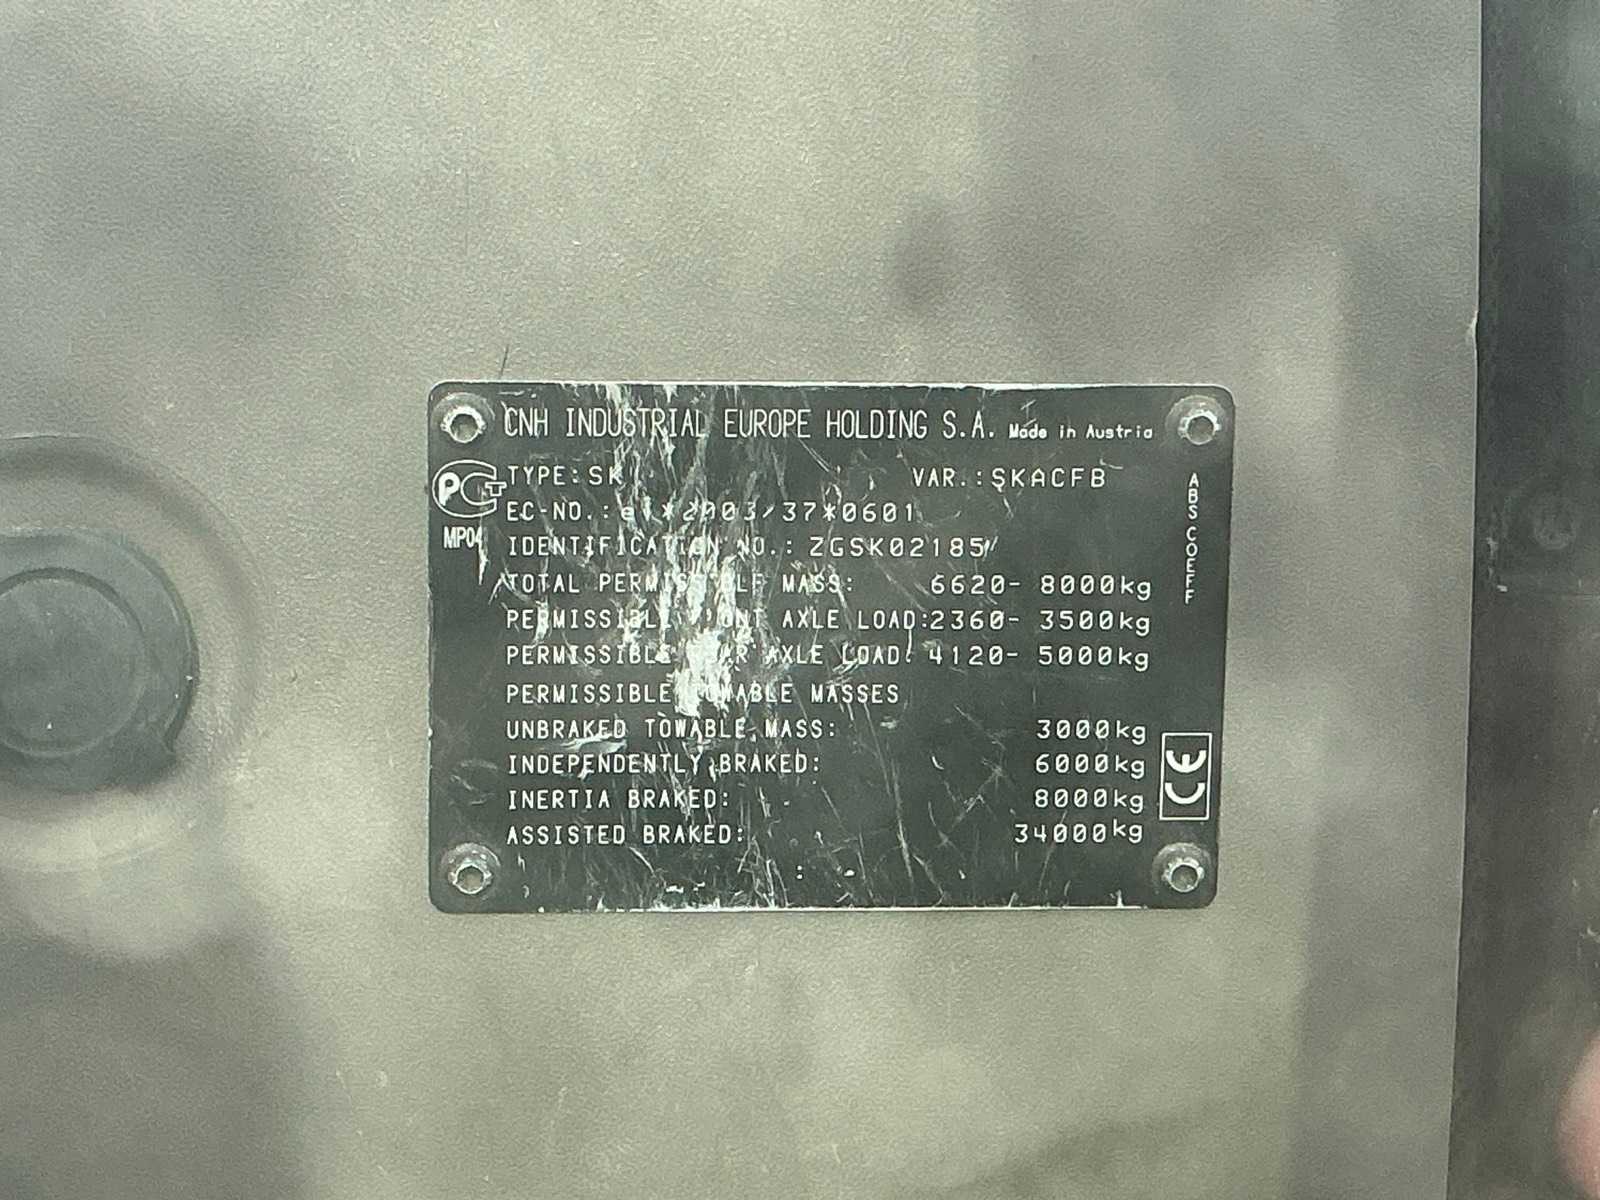 CNH INDUSTRIAL EUROPE HOLDING S.A. Made in Austria
TYPE: SK VAR.: SKACFB
EC-NO.: e1*2003/37*0601
IDENTIFICATION NO.: ZGSK02185
TOTAL PERMISSIBLE MASS: 6620- 8000kg
PERMISSIBLE FRONT AXLE LOAD: 2360- 3500kg
PERMISSIBLE REAR AXLE LOAD: 4120- 5000kg
PERMISSIBLE TOWABLE MASSES
UNBRAKED TOWABLE MASS: 3000kg
INDEPENDENTLY BRAKED: 6000kg
INERTIA BRAKED: 8000kg
ASSISTED BRAKED: 34000kg
:
РСТ
MP04
ABS COEFF
CE